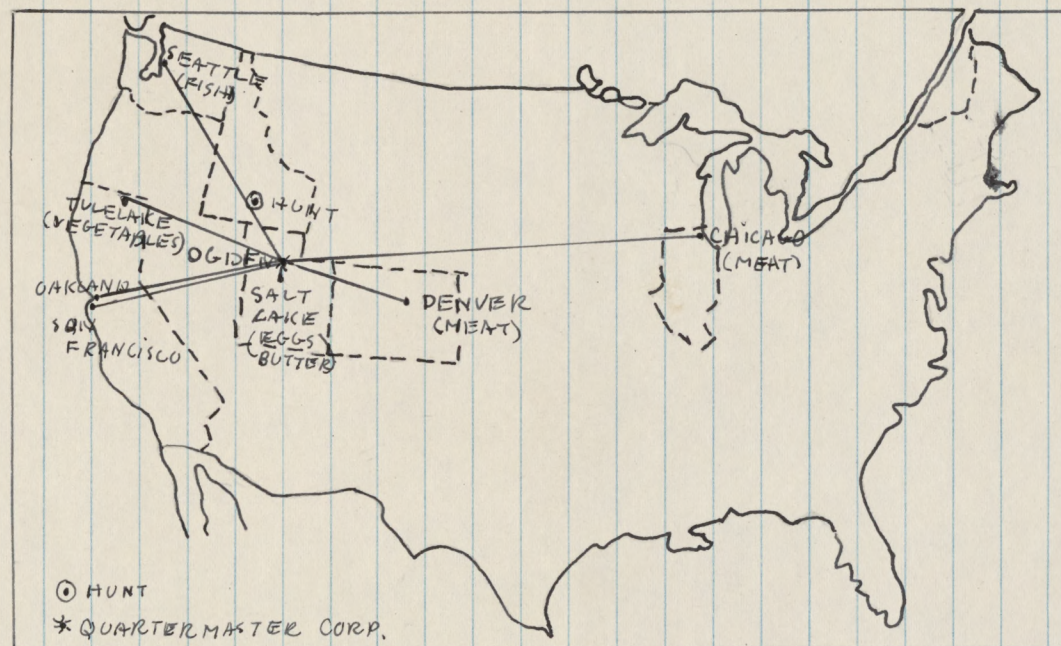 SEATTLE
(FISH)
HUNT
TULELAKE
(VEGETABLES)
OGDEN
CHICAGO
(MEAT)
OAKLAND
SAN
FRANCISCO
SALT
LAKE
(EGGS)
BUTTER)
DENVER
(MEAT)
HUNT
QUARTERMASTER CORP.